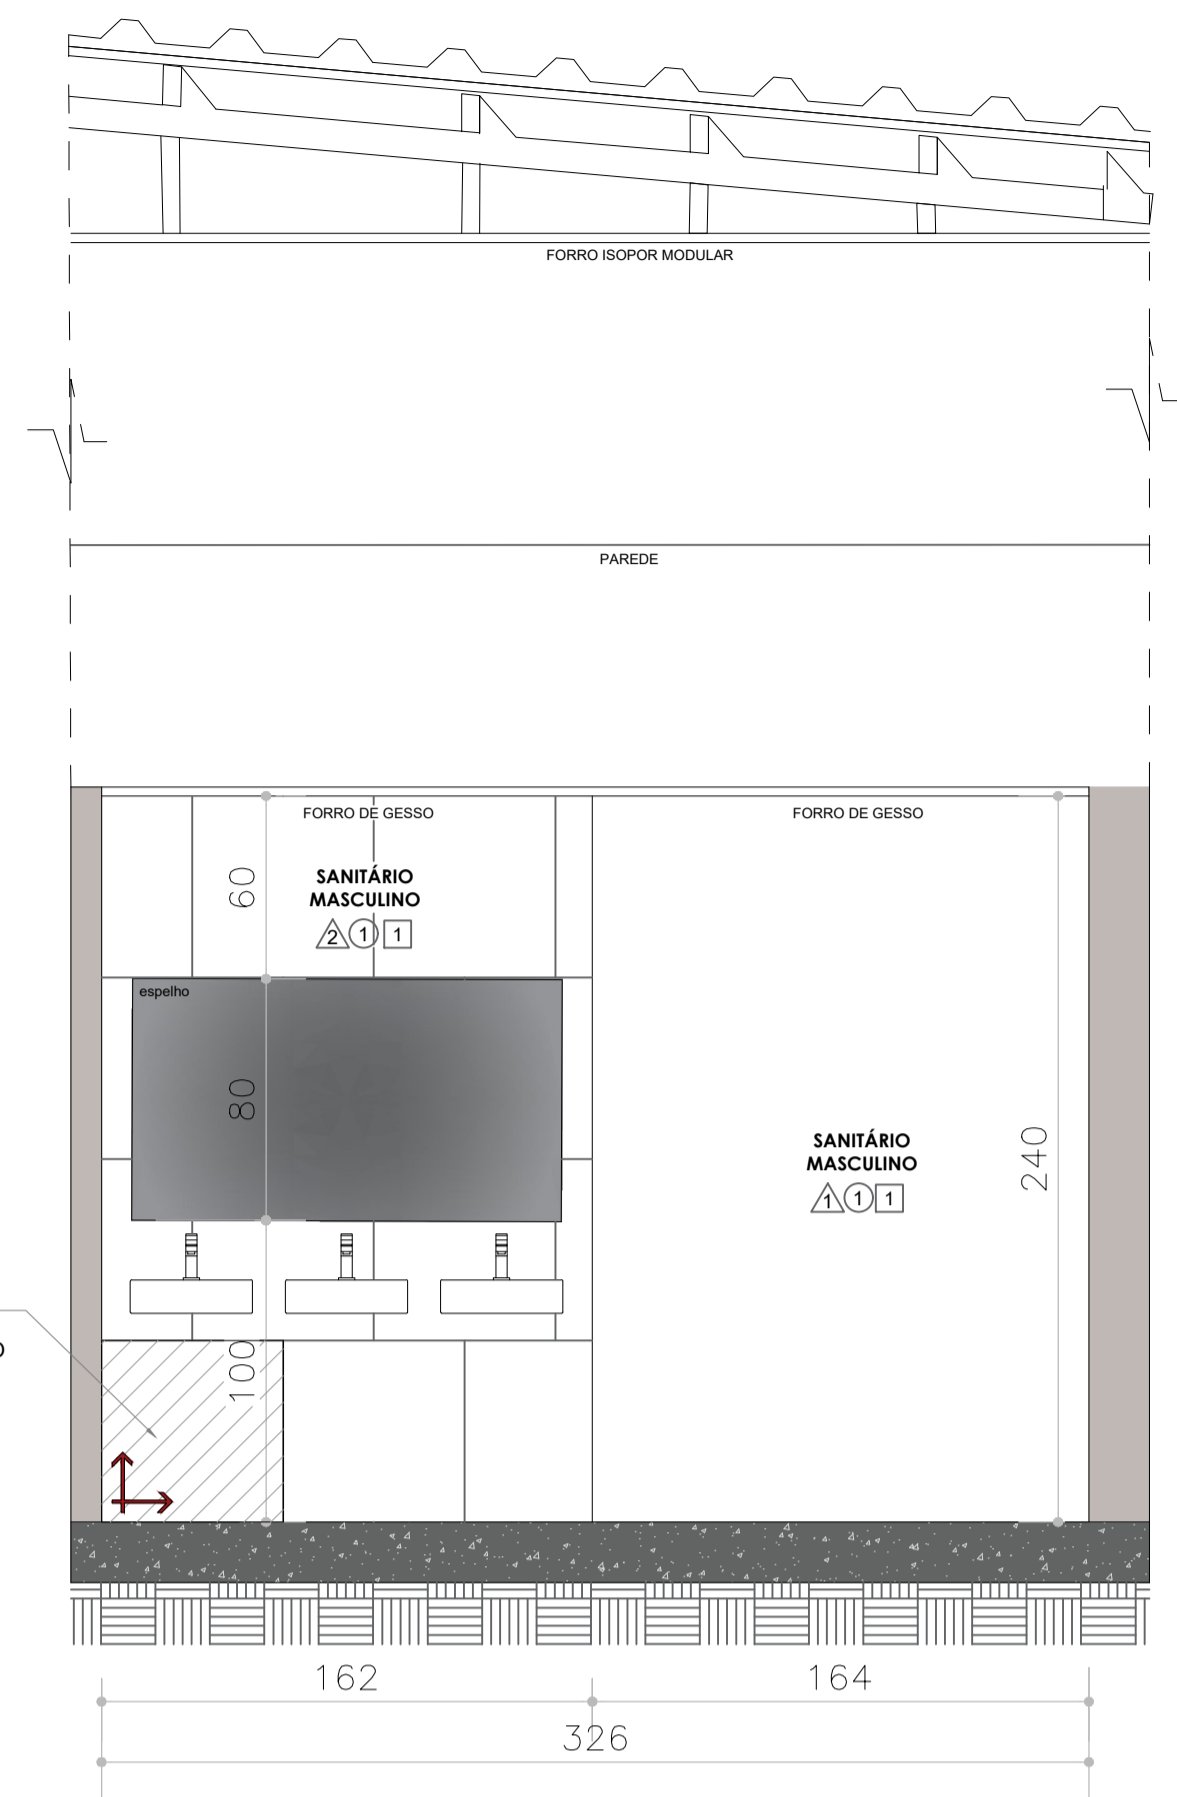 FORRO ISOPOR MODULAR
PAREDE
FORRO DE GESSO
FORRO DE GESSO
60
SANITÁRIO
MASCULINO
2 1 1
espelho
80
SANITÁRIO
MASCULINO
1 1 1
240
100
O
162
164
326